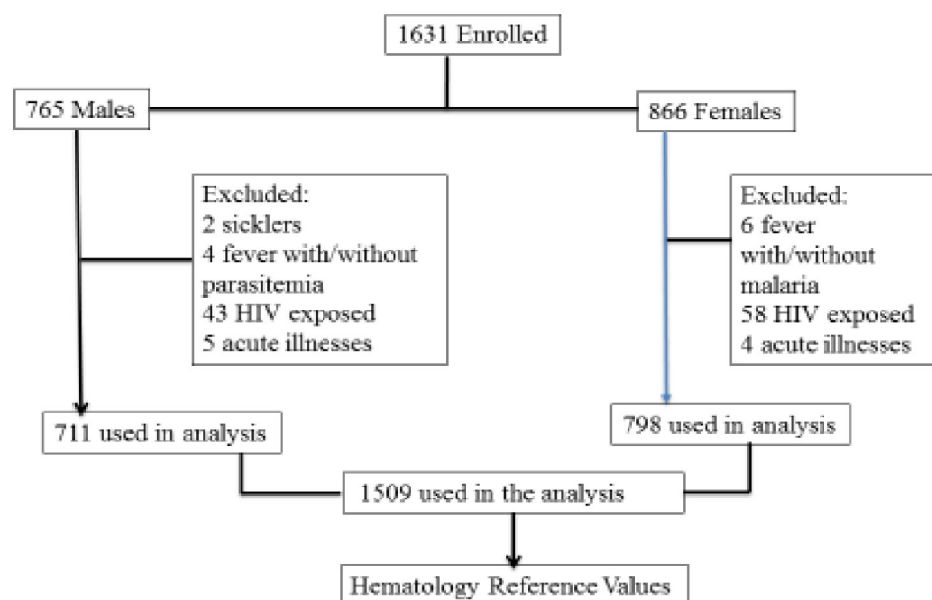 1631 Enrolled
765 Males
866 Females
Excluded:
2 sicklers
4 fever with/without
parasitemia
43 HIV exposed
5 acute illnesses
Excluded:
6 fever
with/without
malaria
58 HIV exposed
4 acute illnesses
711 used in analysis
798 used in analysis
1509 used in the analysis
Hematology Reference Values